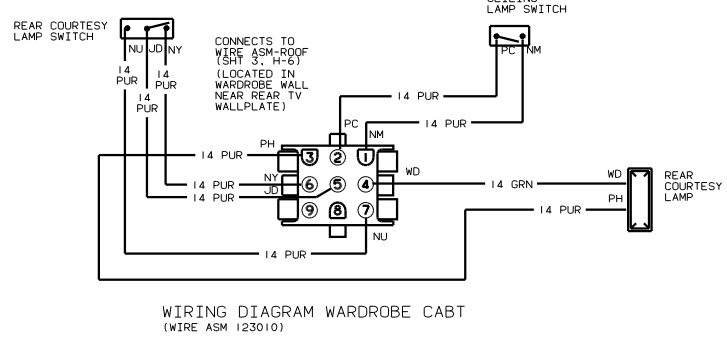 CEILING
LAMP SWITCH
REAR COURTESY
LAMP SWITCH
NU JD NY
PC NM
14
PUR
14
PUR
14
PUR
CONNECTS TO
WIRE ASM-ROOF
(SHT 3, H-6)
(LOCATED IN
WARDROBE WALL
NEAR REAR TV
WALLPLATE)
14 PUR
14 PUR
PC
NM
PH
14 PUR
3 2 1
NY
14 PUR
6 5 4
WD
14 GRN
WD
REAR
COURTESY
LAMP
JD
14 PUR
PH
14 PUR
9 8 7
NU
14 PUR
WIRING DIAGRAM WARDROBE CABT
(WIRE ASM 123010)